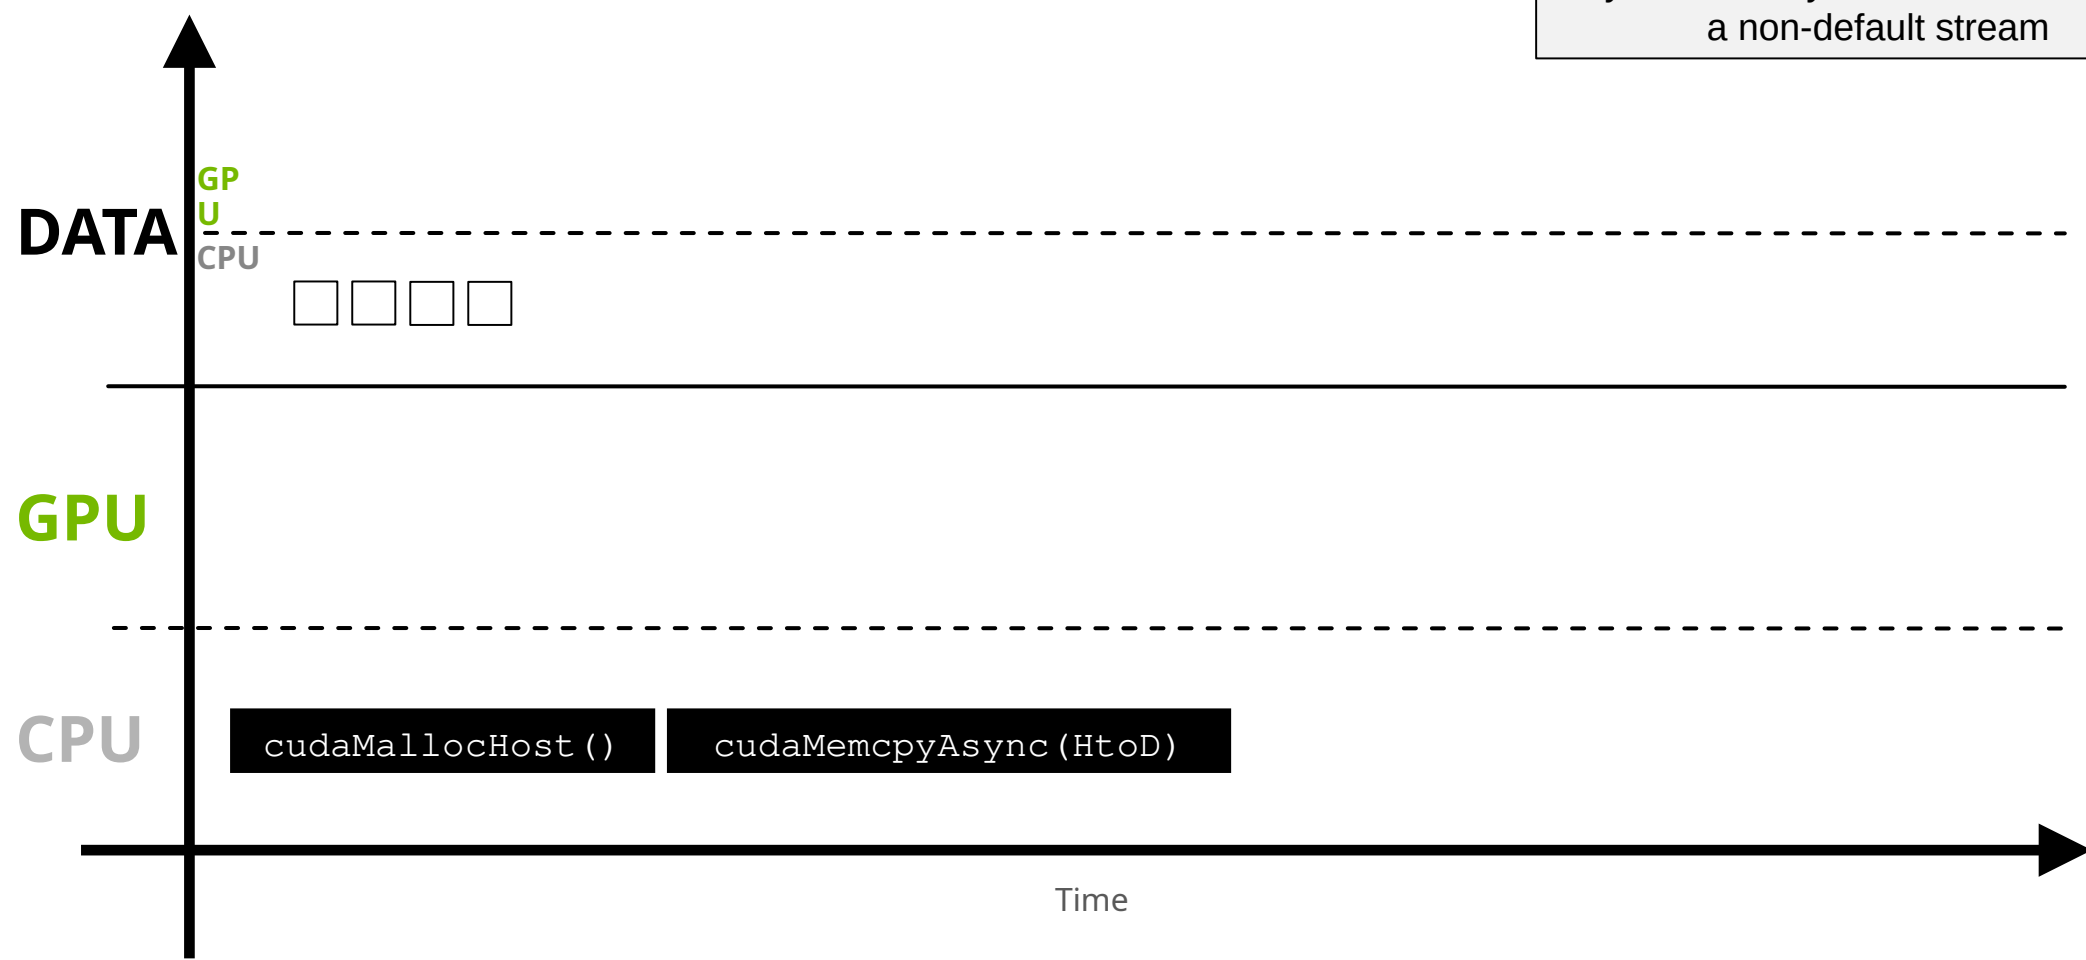 a non-default stream
GP
U
DATA
CPU
GPU
CPU
cudaMallocHost() cudaMemcpyAsync(HtoD)
Time